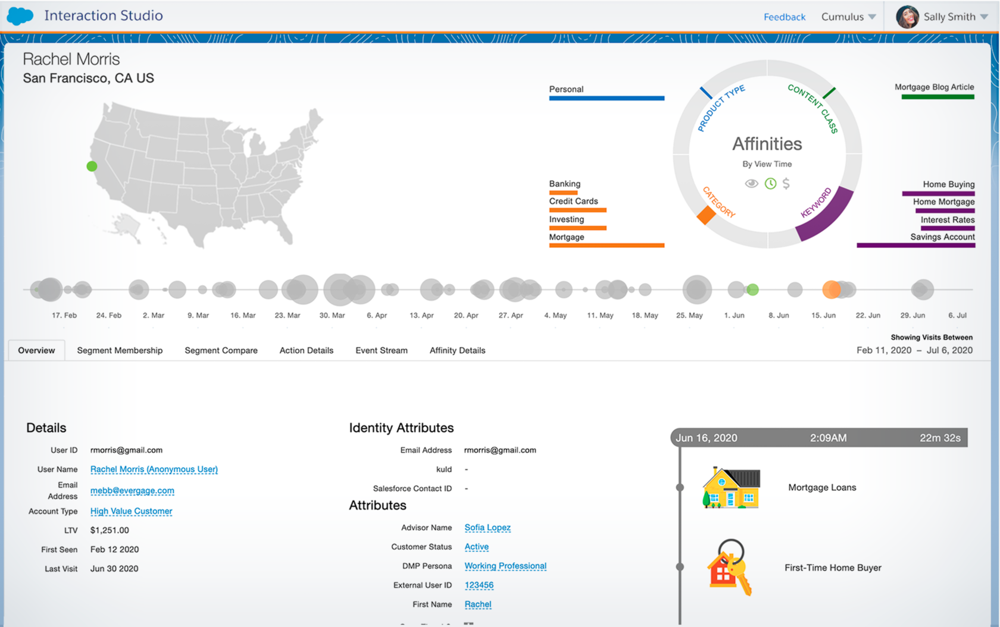 Interaction Studio
Feedback
Cumulus
Sally Smith
Rachel Morris
San Francisco, CA US
Personal
Banking
Credit Cards
Investing
Mortgage
PRODUCT TYPE
CONTENT CLASS
Affinities
By View Time
$
CATEGORY
KEYWORD
Mortgage Blog Article
Home Buying
Home Mortgage
Interest Rates
Savings Account
17. Feb 24. Feb 2. Mar 9. Mar 16. Mar 23. Mar 30. Mar 6. Apr 13. Apr 20. Apr 27. Apr 4. May 11. May 18. May 25. May 1. Jun 8. Jun 15. Jun 22. Jun 29. Jun 6. Jul
Showing Visits Between
Feb 11, 2020 – Jul 6, 2020
Overview Segment Membership Segment Compare Action Details Event Stream Affinity Details
Details
User ID rmorris@gmail.com
User Name Rachel Morris (Anonymous User)
Email
Address mebb@evergage.com
Account Type High Value Customer
LTV $1,251.00
First Seen Feb 12 2020
Last Visit Jun 30 2020
Identity Attributes
Email Address rmorris@gmail.com
kuId -
Salesforce Contact ID -
Attributes
Advisor Name Sofia Lopez
Customer Status Active
DMP Persona Working Professional
External User ID 123456
First Name Rachel
Jun 16, 2020 2:09AM 22m 32s
Mortgage Loans
First-Time Home Buyer